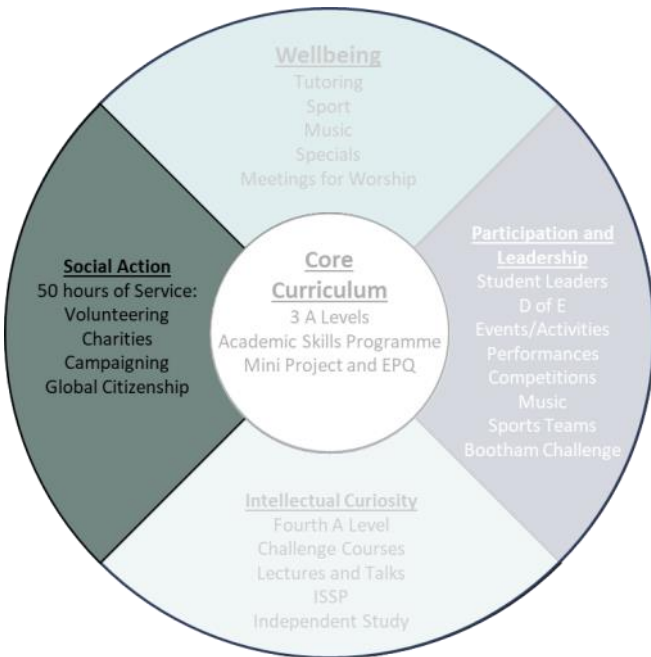 Wellbeing
Tutoring
Sport
Music
Specials
Meetings for Worship
Social Action
50 hours of Service:
Volunteering
Charities
Campaigning
Global Citizenship
Core
Curriculum
3 A Levels
Academic Skills Programme
Mini Project and EPQ
Participation and
Leadership
Student Leaders
D of E
Events/Activities
Performances
Competitions
Music
Sports Teams
Bootham Challenge
Intellectual Curiosity
Fourth A Level
Challenge Courses
Lectures and Talks
ISSP
Independent Study